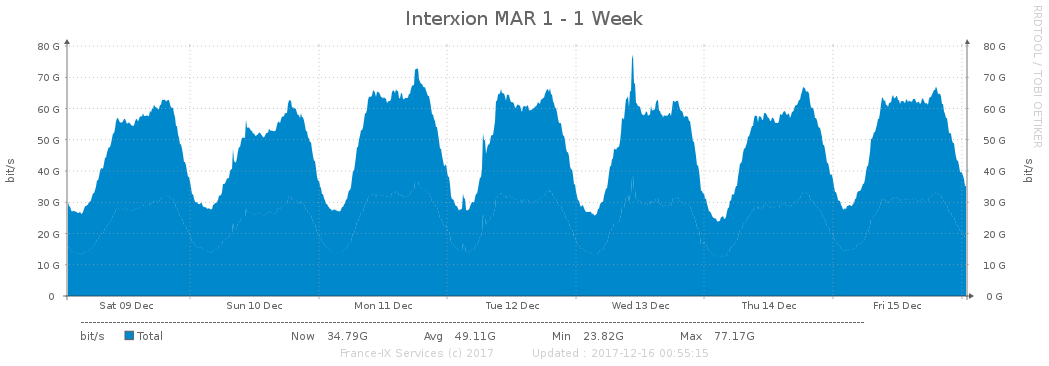 Interxion MAR 1 - 1 Week
RRDTOOL / TOBI OETIKER
80 G 80 G
70 G 70 G
60 G 60 G
50 G 50 G
40 G 40 G
30 G 30 G
20 G 20 G
10 G 10 G
0 0 G
bit/s bit/s
Sat 09 Dec Sun 10 Dec Mon 11 Dec Tue 12 Dec Wed 13 Dec Thu 14 Dec Fri 15 Dec
bit/s Total Now 34.79G Avg 49.11G Min 23.82G Max 77.17G
France-IX Services (c) 2017 Updated : 2017-12-16 00:55:15